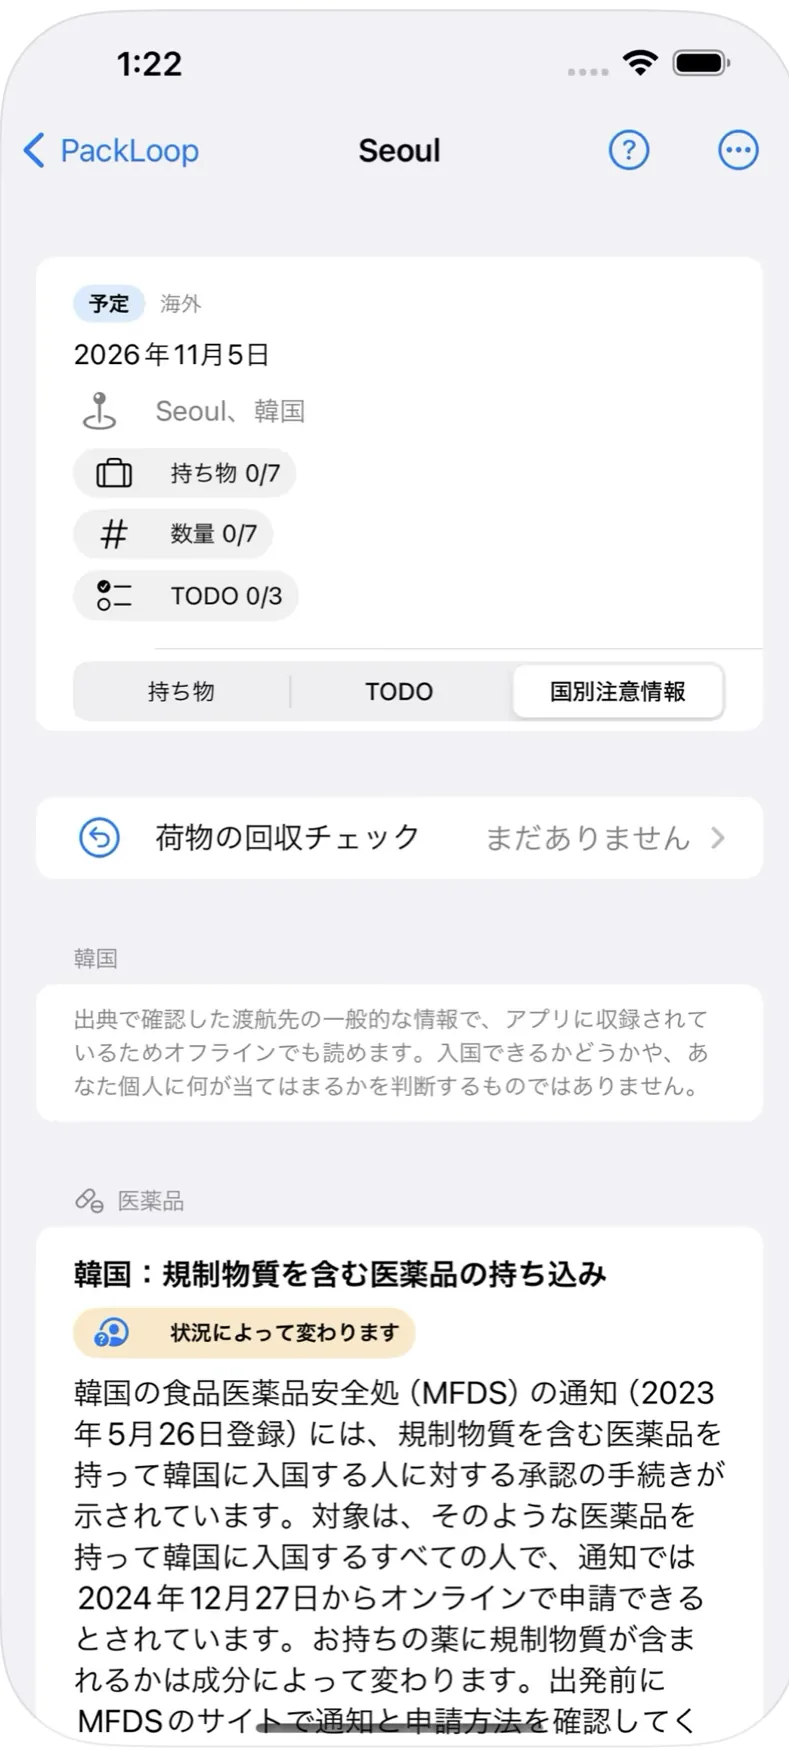 1:22
PackLoop
Seoul
?
予定 海外
2026年11月5日
Seoul、韓国
持ち物 0/7
数量 0/7
TODO 0/3
持ち物 TODO 国別注意情報
荷物の回収チェック まだありません
韓国
出典で確認した渡航先の一般的な情報で、アプリに収録されて
いるためオフラインでも読めます。入国できるかどうかや、あ
なた個人に何が当てはまるかを判断するものではありません。
医薬品
韓国：規制物質を含む医薬品の持ち込み
状況によって変わります
韓国の食品医薬品安全処（MFDS）の通知（2023
年5月26日登録）には、規制物質を含む医薬品を
持って韓国に入国する人に対する承認の手続きが
示されています。対象は、そのような医薬品を
持って韓国に入国するすべての人で、通知では
2024年12月27日からオンラインで申請できる
とされています。お持ちの薬に規制物質が含ま
れるかは成分によって変わります。出発前に
MFDSのサイトで通知と申請方法を確認してく